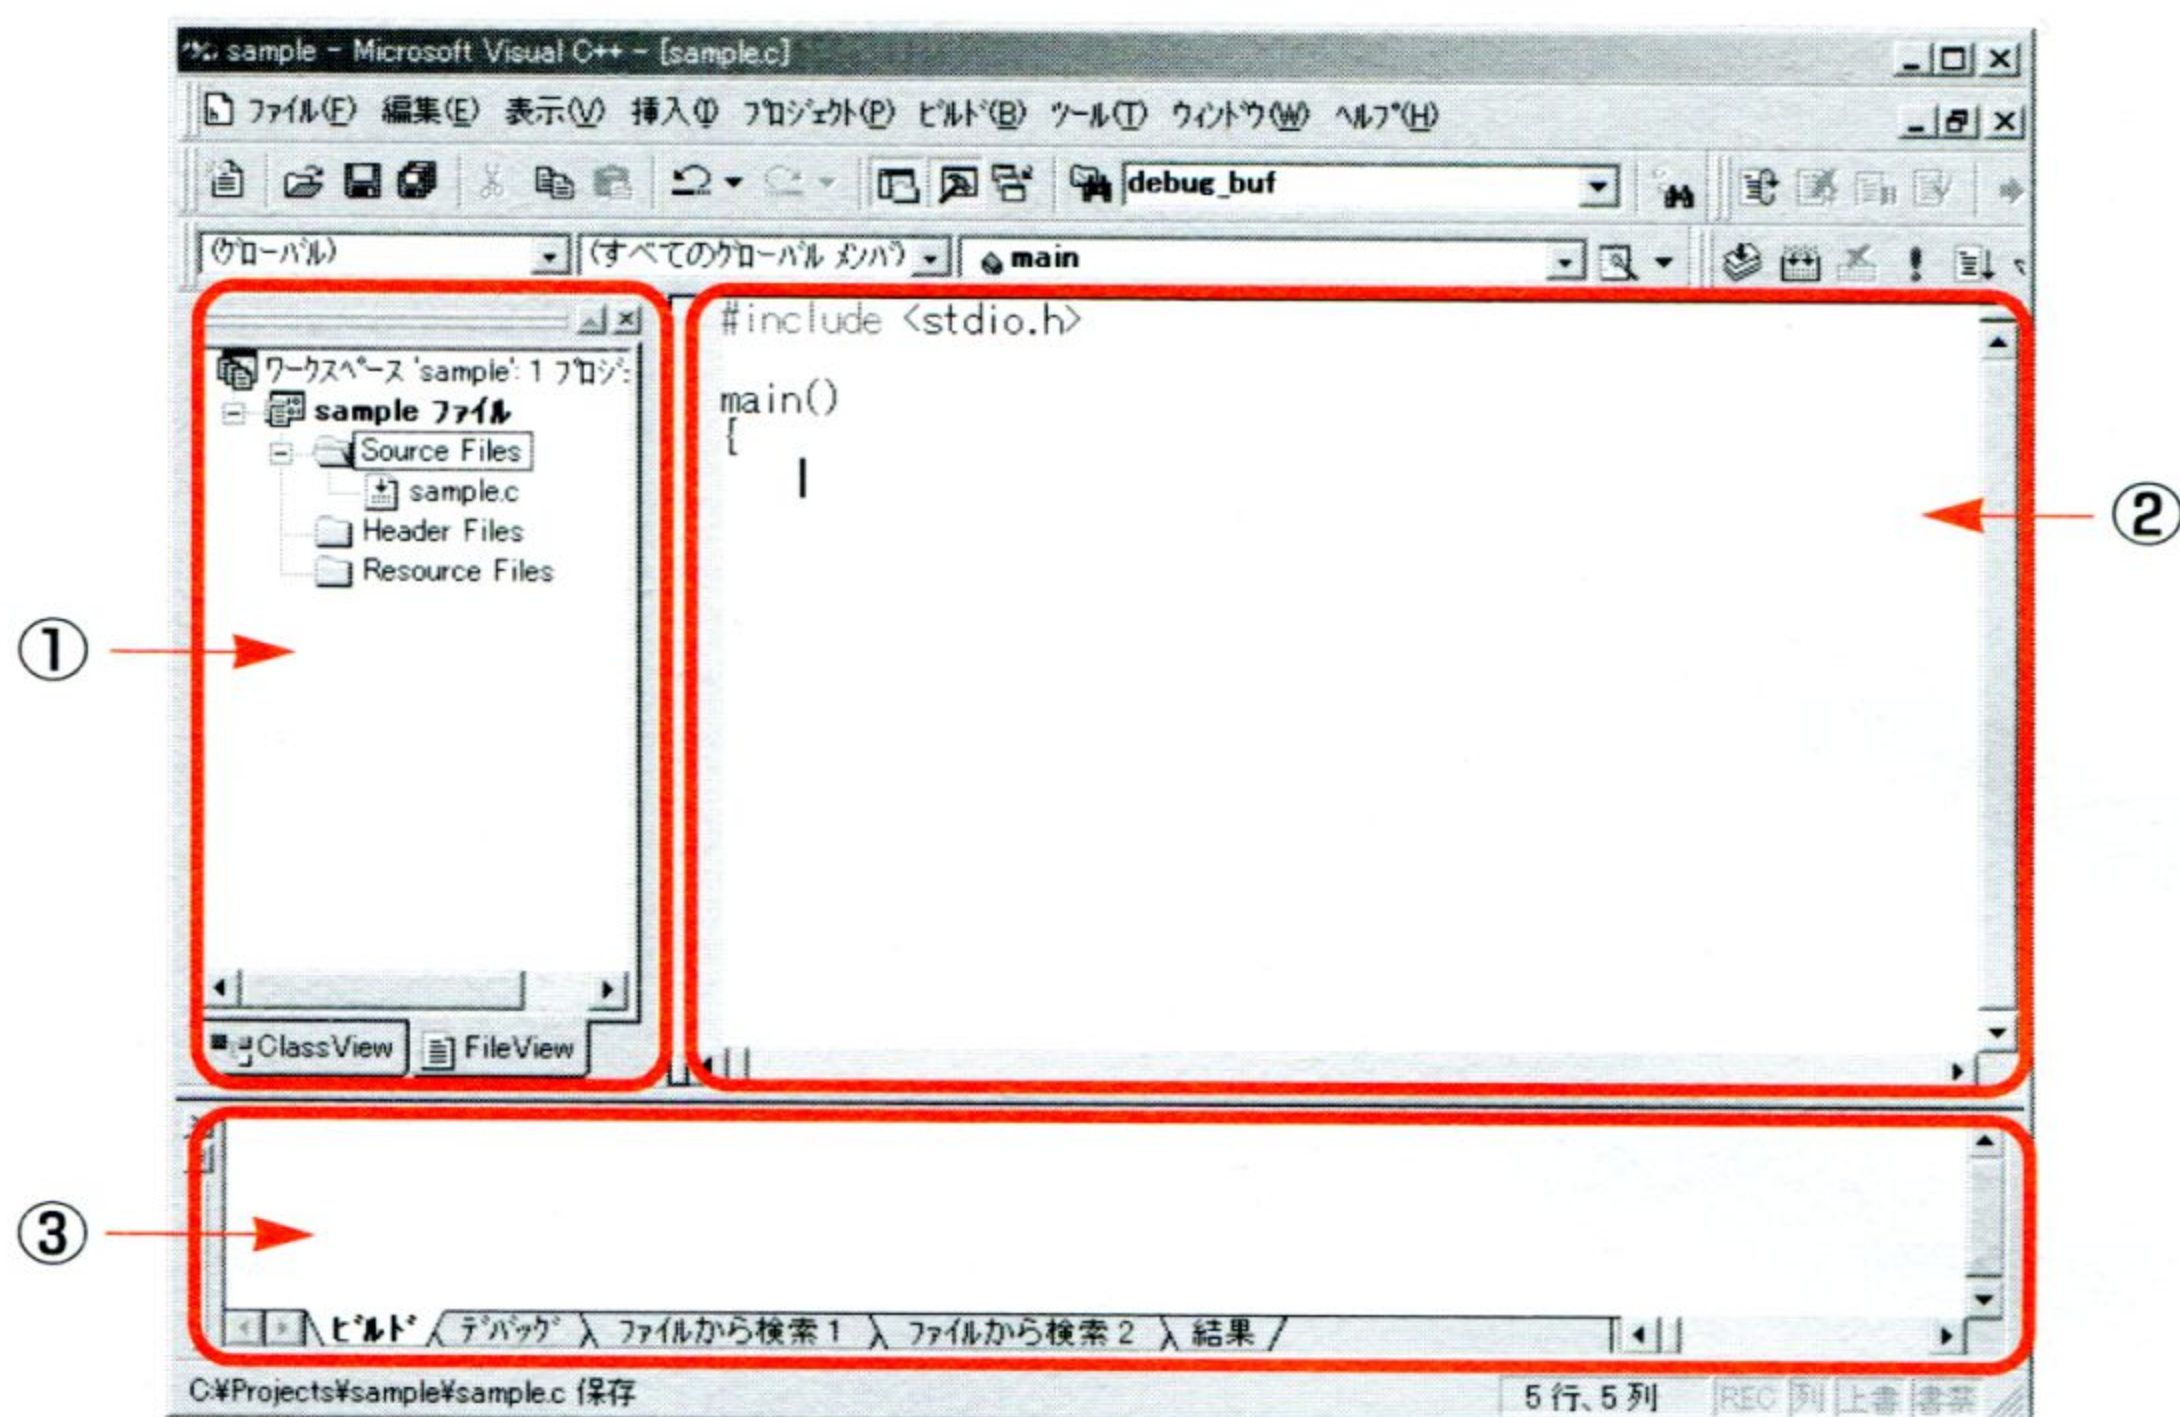 sample - Microsoft Visual C++ - [sample.c]
ファイル(F) 編集(E) 表示(V) 挿入(I) プロジェクト(P) ビルド(B) ツール(T) ウィンドウ(W) ヘルプ(H)
debug_buf
(グローバル) (すべてのグローバル メンバ) main
ワークスペース 'sample': 1 プロジ
sample ファイル
Source Files
sample.c
Header Files
Resource Files
ClassView FileView
①
#include <stdio.h>
main()
{
②
③
ビルド デバッグ ファイルから検索 1 ファイルから検索 2 結果
C:¥Projects¥sample¥sample.c 保存
5 行、5 列 REC 列 上書 書禁